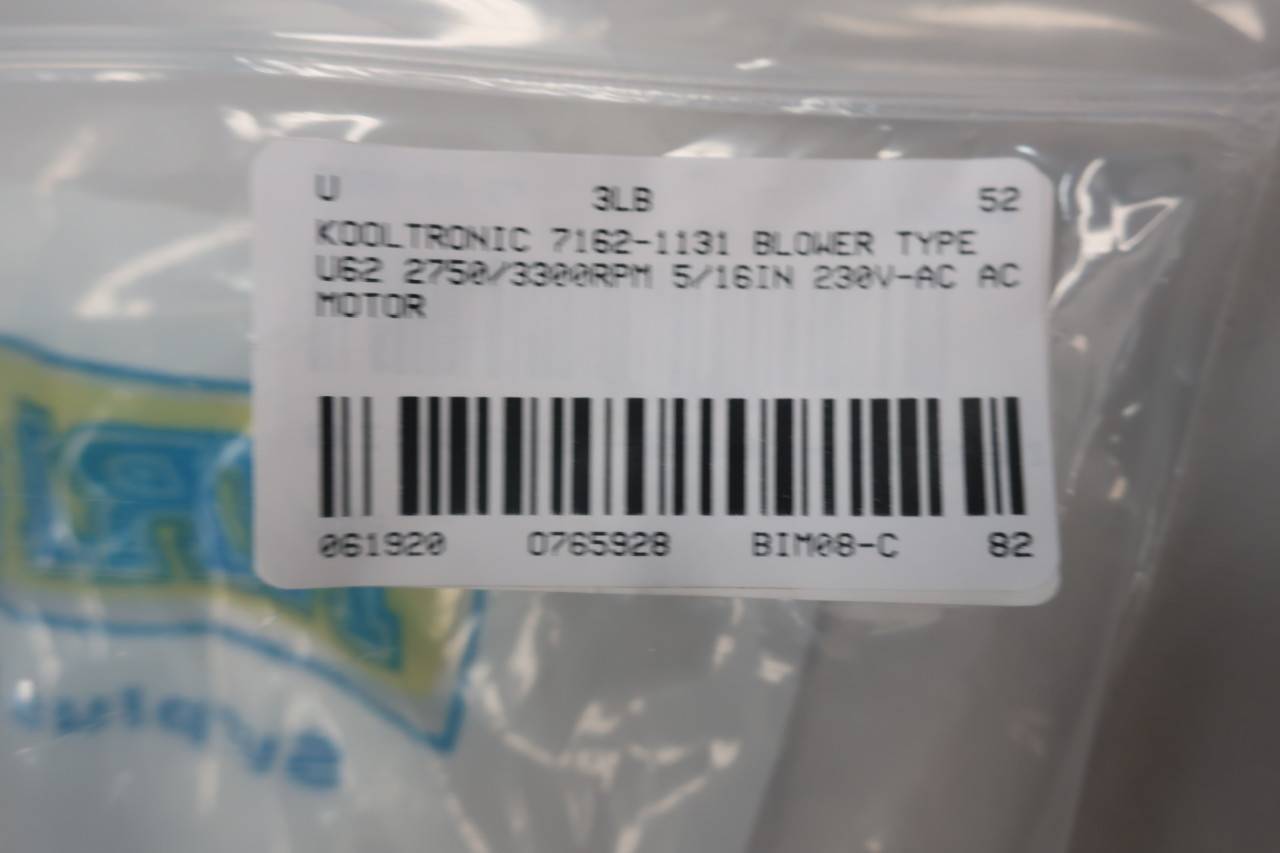 U 3LB 52
KOOLTRONIC 7162-1131 BLOWER TYPE
U62 2750/3300RPM 5/16IN 230V-AC AC
MOTOR
061920 0765928 BIM08-C 82